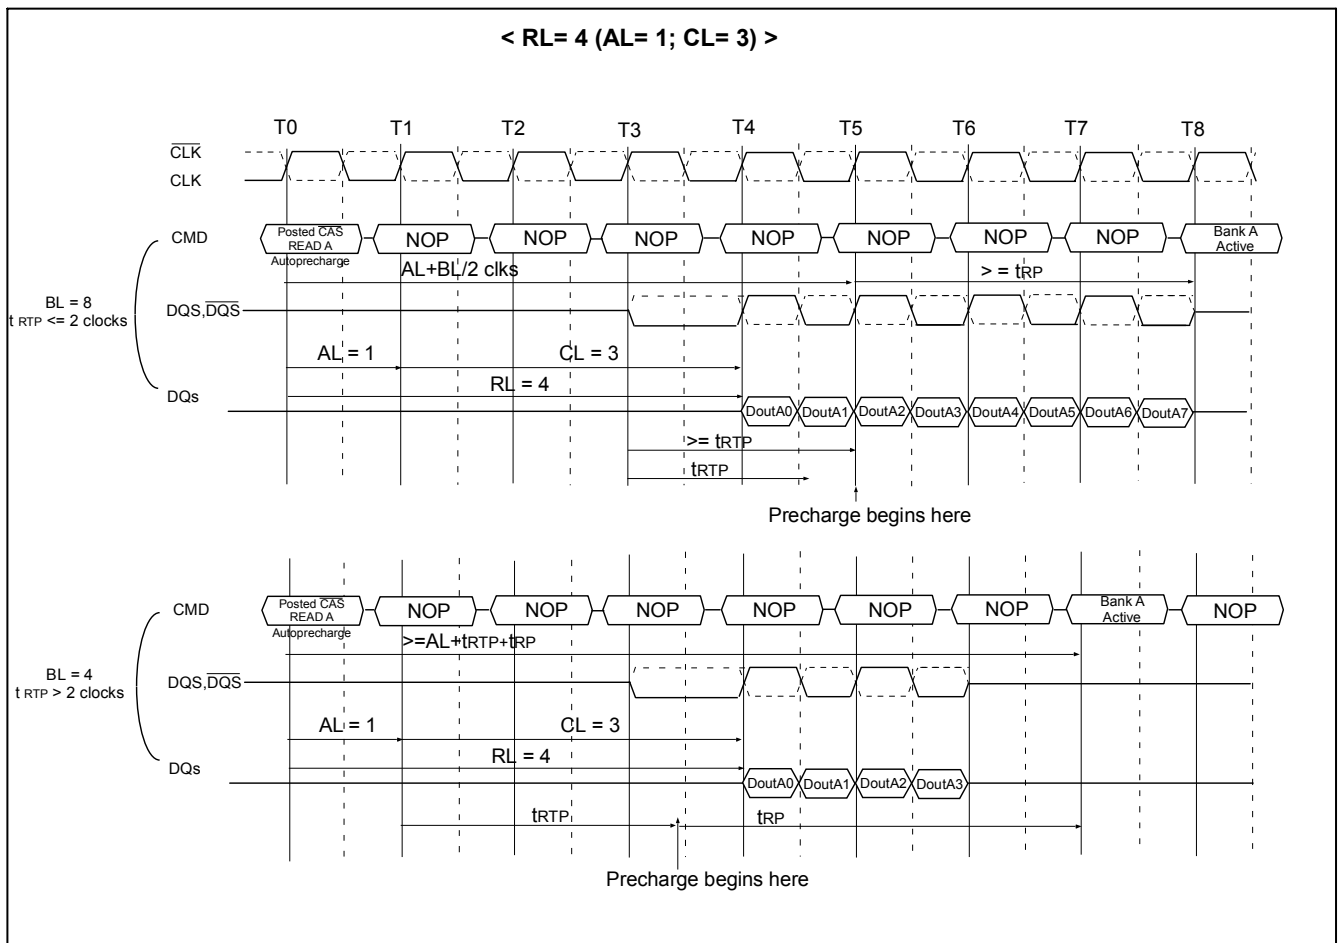 < RL= 4 (AL= 1; CL= 3) >
T0 T1 T2 T3 T4 T5 T6 T7 T8
CLK
CLK
CMD
Posted CAS
READ A
Autoprecharge
NOP NOP NOP NOP NOP NOP NOP
Bank A
Active
AL+BL/2 clks
> = tRP
BL = 8
t RTP <= 2 clocks
DQS,DQS
AL = 1
CL = 3
RL = 4
DQs
DoutA0 DoutA1 DoutA2 DoutA3 DoutA4 DoutA5 DoutA6 DoutA7
>= tRTP
tRTP
Precharge begins here
CMD
Posted CAS
READ A
Autoprecharge
NOP NOP NOP NOP NOP NOP
Bank A
Active
NOP
>=AL+tRTP+tRP
BL = 4
t RTP > 2 clocks
DQS,DQS
AL = 1
CL = 3
RL = 4
DQs
DoutA0 DoutA1 DoutA2 DoutA3
tRTP
tRP
Precharge begins here